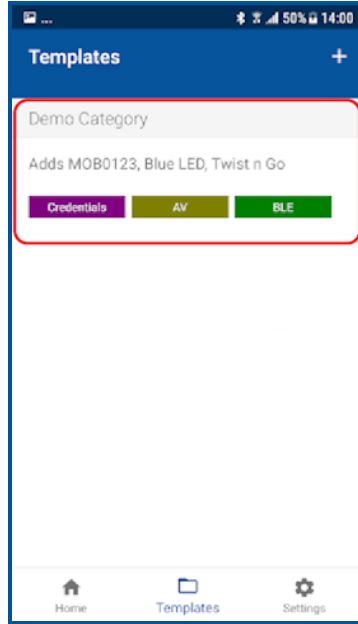 ... 50% 14:00
Templates +
Demo Category
Adds MOB0123, Blue LED, Twist n Go
Credentials AV BLE
Home Templates Settings